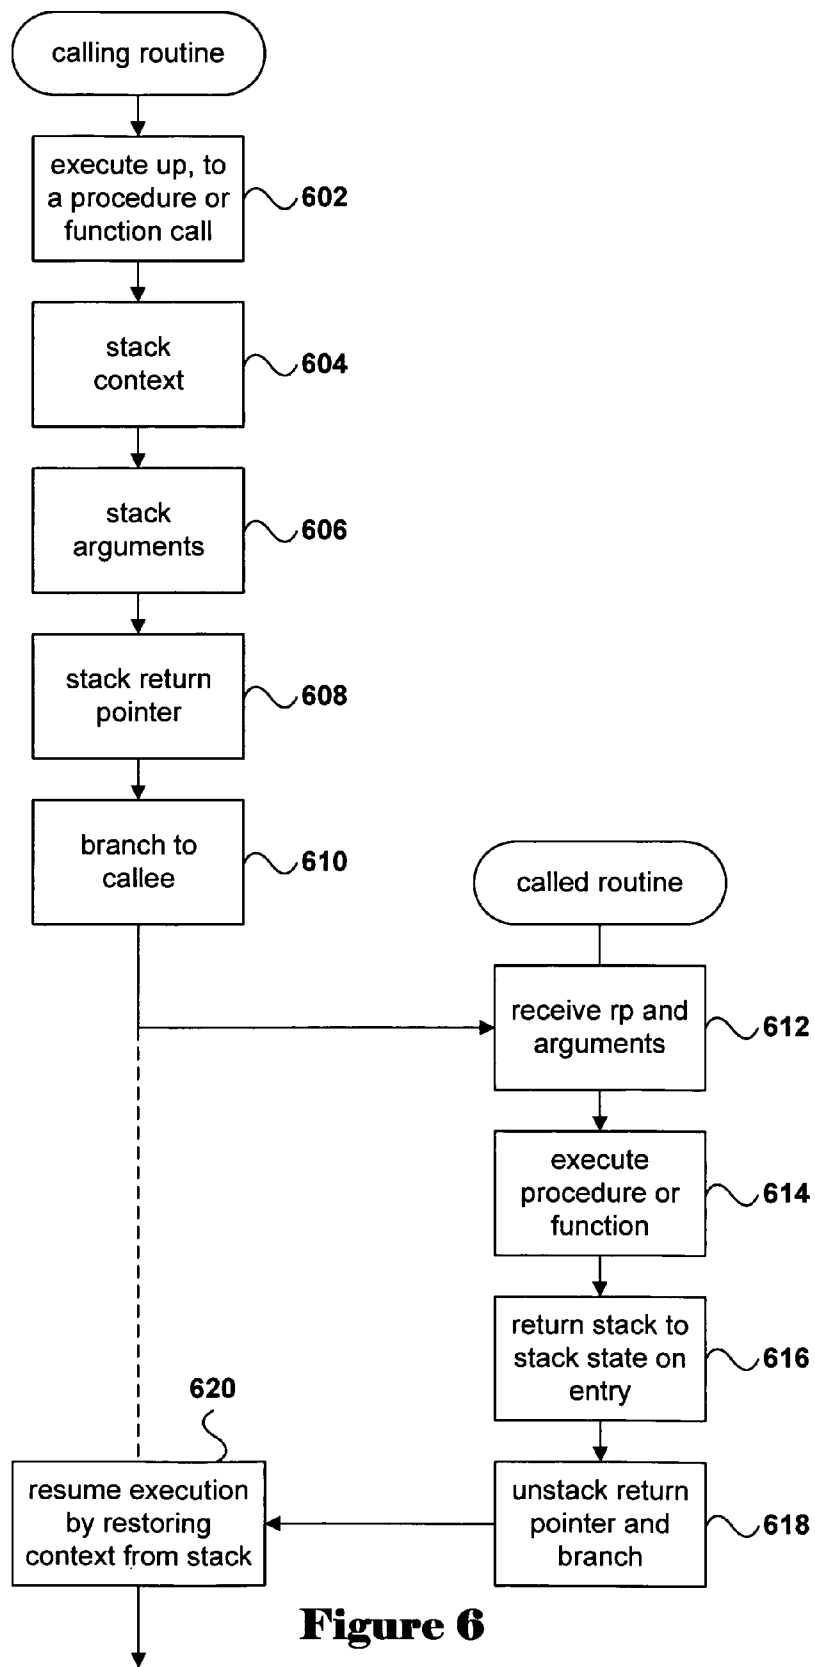 calling routine
execute up, to
a procedure or
function call
602
stack
context
604
stack
arguments
606
stack return
pointer
608
branch to
callee
610
called routine
receive rp and
arguments
612
execute
procedure or
function
614
return stack to
stack state on
entry
616
620
resume execution
by restoring
context from stack
unstack return
pointer and
branch
618
Figure 6